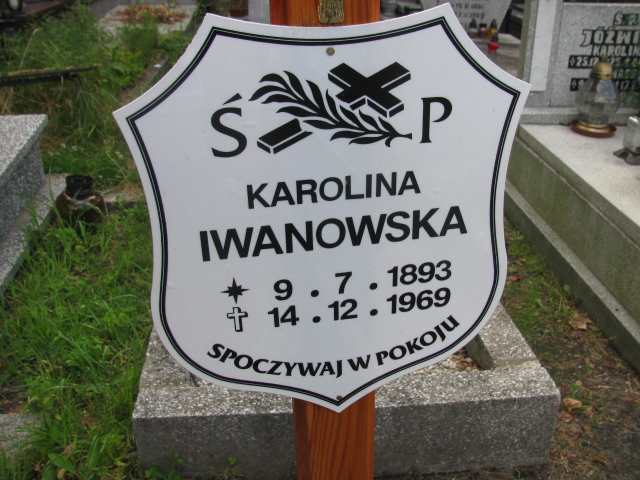 Ś P
KAROLINA
IWANOWSKA
9 . 7 . 1893
14 . 12 . 1969
SPOCZYWAJ W POKOJU